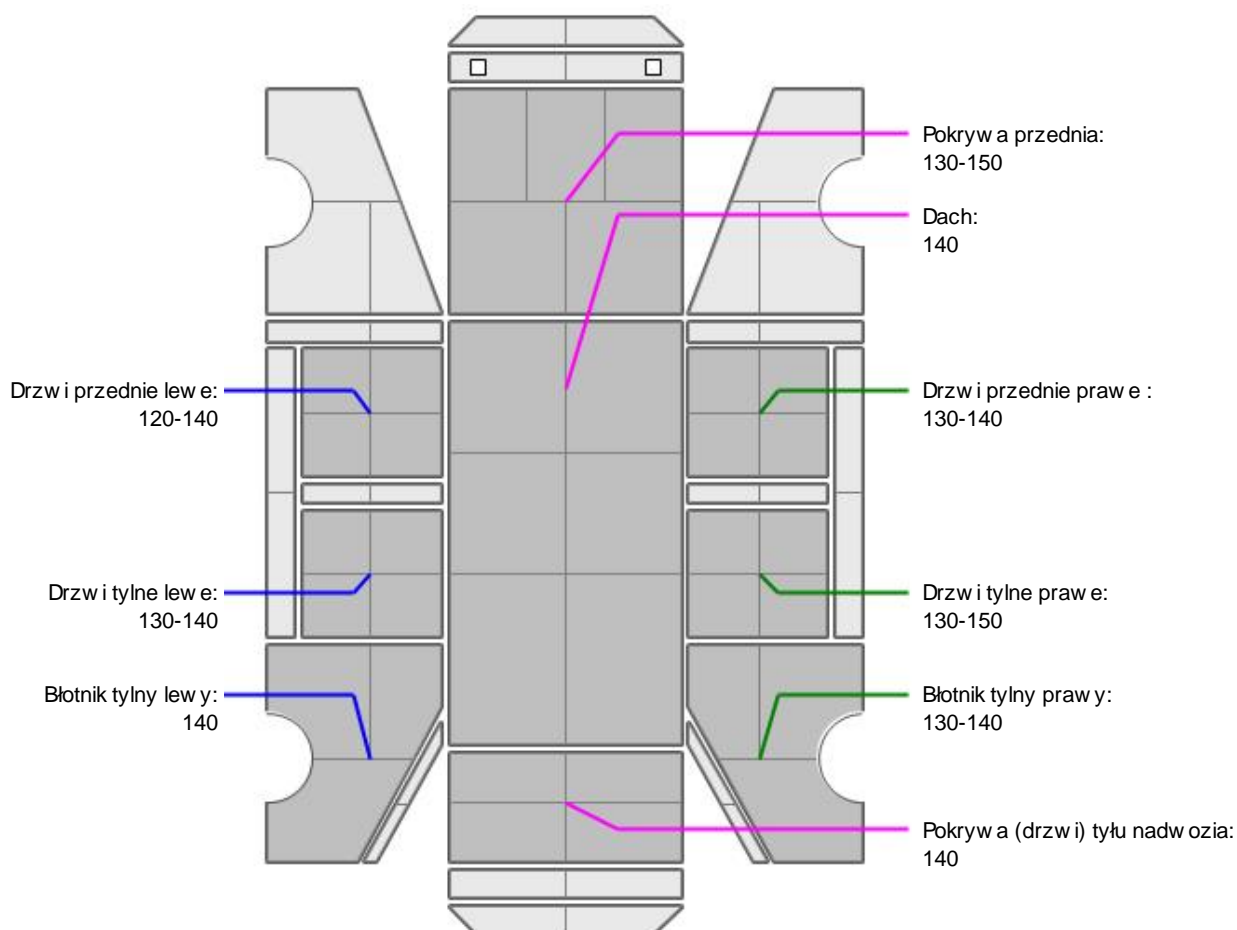 Pokrywa przednia:
130-150
Dach:
140
Drzwi przednie lewe:
120-140
Drzwi przednie prawe :
130-140
Drzwi tylne lewe:
130-140
Drzwi tylne prawe:
130-150
Błotnik tylny lewy:
140
Błotnik tylny prawy:
130-140
Pokrywa (drzwi) tyłu nadwozia:
140